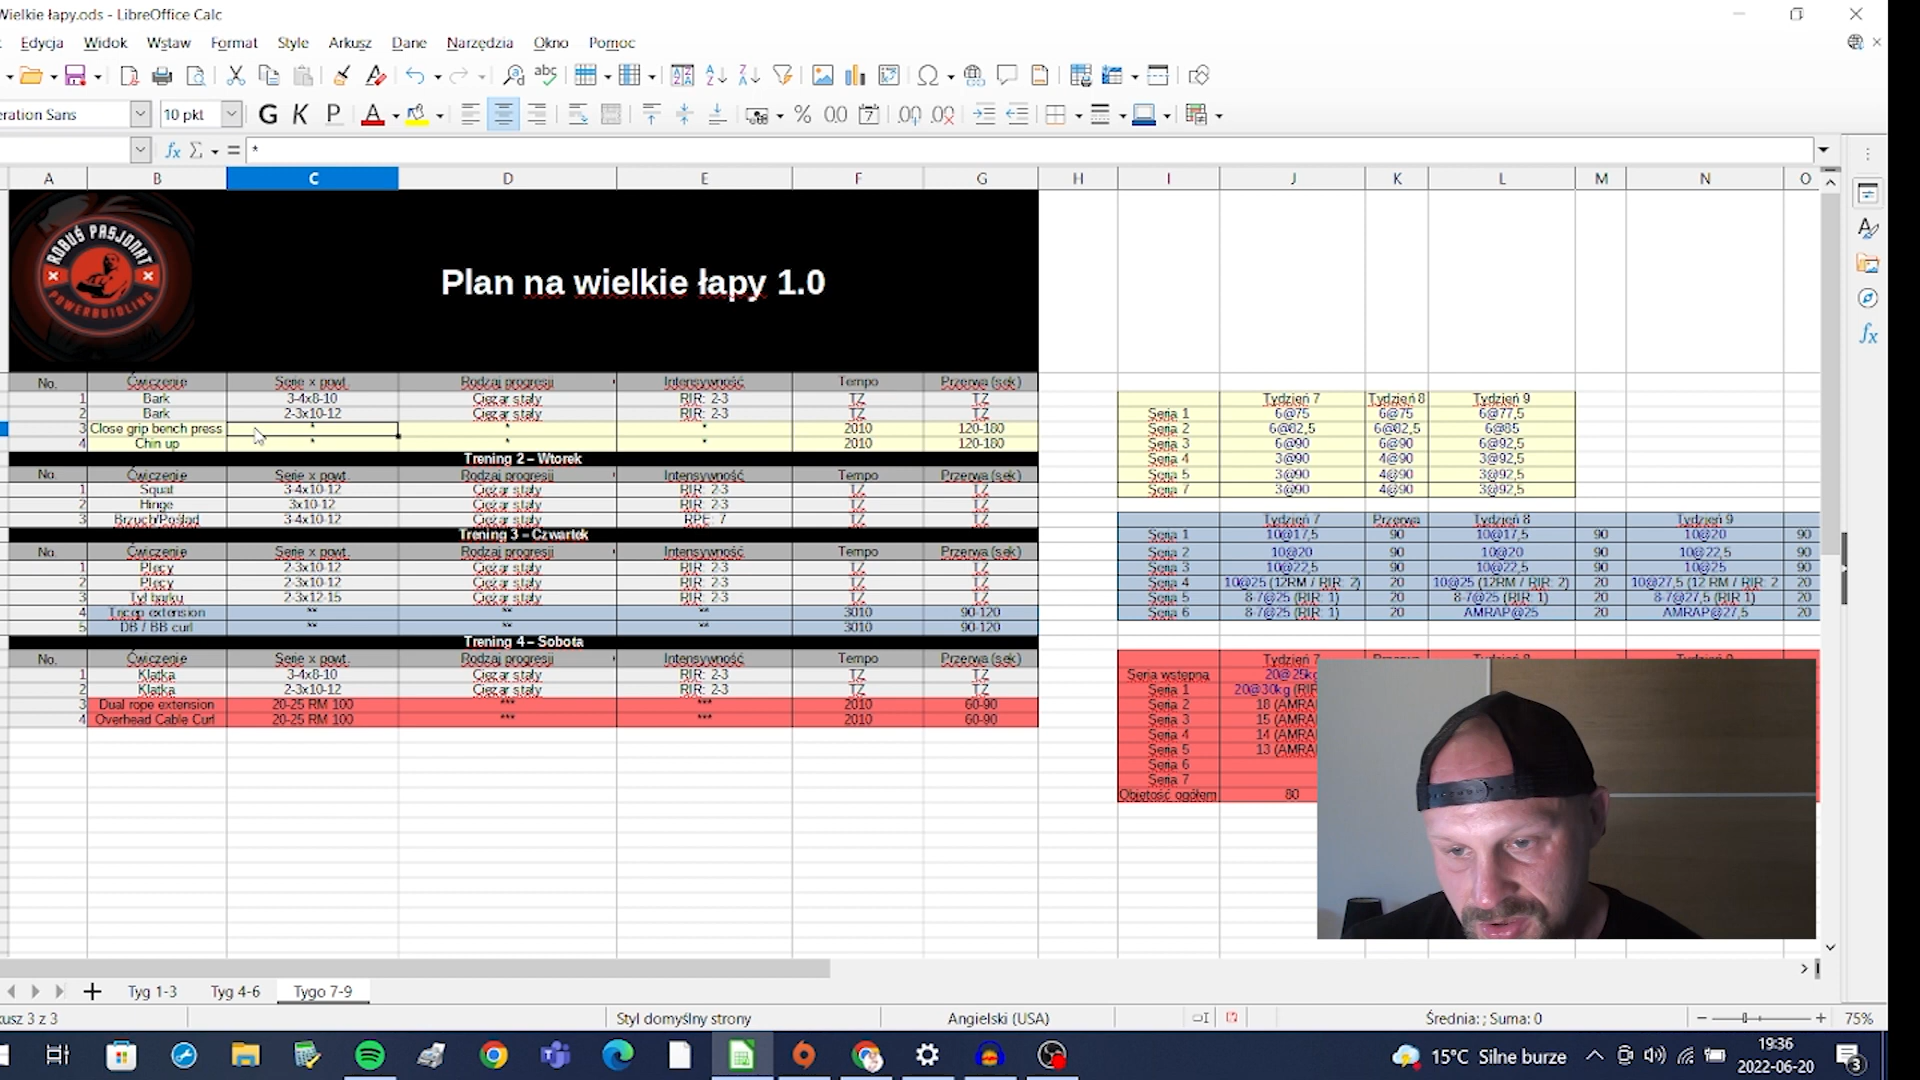 Wielkie łapy.ods - LibreOffice Calc
Edycja Widok Wstaw Format Style Arkusz Dane Narzędzia Okno Pomoc
eration Sans 10 pkt G K P
fx Σ = *
A B C D E F G H I J K L M N O
ROBUŚ PASJONAT
POWERBUIDLING
Plan na wielkie łapy 1.0
No. Ćwiczenie Serie x powt. Rodzaj progresji Intensywność Tempo Przerwa (sek)
1 Bark 3-4x8-10 Ciężar stały RIR: 2-3 TZ TZ
2 Bark 2-3x10-12 Ciężar stały RIR: 2-3 TZ TZ
3 Close grip bench press * * * 2010 120-180
4 Chin up * * * 2010 120-180
Trening 2 – Wtorek
No. Ćwiczenie Serie x powt. Rodzaj progresji Intensywność Tempo Przerwa (sek)
1 Squat 3-4x10-12 Ciężar stały RIR: 2-3 TZ TZ
2 Hinge 3x10-12 Ciężar stały RIR: 2-3 TZ TZ
3 Brzuch/Poślad 3-4x10-12 Ciężar stały RPE: 7 TZ TZ
Trening 3 – Czwartek
No. Ćwiczenie Serie x powt. Rodzaj progresji Intensywność Tempo Przerwa (sek)
1 Plecy 2-3x10-12 Ciężar stały RIR: 2-3 TZ TZ
2 Plecy 2-3x10-12 Ciężar stały RIR: 2-3 TZ TZ
3 Tył barku 2-3x12-15 Ciężar stały RIR: 2-3 TZ TZ
4 Tricep extension ** ** ** 3010 90-120
5 DB / BB curl ** ** ** 3010 90-120
Trening 4 – Sobota
No. Ćwiczenie Serie x powt. Rodzaj progresji Intensywność Tempo Przerwa (sek)
1 Klatka 3-4x8-10 Ciężar stały RIR: 2-3 TZ TZ
2 Klatka 2-3x10-12 Ciężar stały RIR: 2-3 TZ TZ
3 Dual rope extension 20-25 RM 100 *** *** 2010 60-90
4 Overhead Cable Curl 20-25 RM 100 *** *** 2010 60-90
Tydzień 7 Tydzień 8 Tydzień 9
Seria 1 6@75 6@75 6@77,5
Seria 2 6@82,5 6@82,5 6@85
Seria 3 6@90 6@90 6@92,5
Seria 4 3@90 4@90 3@92,5
Seria 5 3@90 4@90 3@92,5
Seria 7 3@90 4@90 3@92,5
Tydzień 7 Przerwa Tydzień 8 Tydzień 9
Seria 1 10@17,5 90 10@17,5 90 10@20 90
Seria 2 10@20 90 10@20 90 10@22,5 90
Seria 3 10@22,5 90 10@22,5 90 10@25 90
Seria 4 10@25 (12RM / RIR: 2) 20 10@25 (12RM / RIR: 2) 20 10@27,5 (12 RM / RIR: 2 20
Seria 5 8-7@25 (RIR: 1) 20 8-7@25 (RIR: 1) 20 8-7@27,5 (RIR 1) 20
Seria 6 8-7@25 (RIR: 1) 20 AMRAP@25 20 AMRAP@27,5 20
Tydzień 7 Przerwa Tydzień 8 Tydzień 9
Seria wstępna 20@25kg
Seria 1 20@30kg (RIR
Seria 2 18 (AMRA
Seria 3 15 (AMRA
Seria 4 14 (AMRA
Seria 5 13 (AMRA
Seria 6
Seria 7
Objętość ogółem 80
Tyg 1-3 Tyg 4-6 Tygo 7-9
kusz 3 z 3 Styl domyślny strony Angielski (USA) Średnia: ; Suma: 0 75%
15°C Silne burze 19:36
2022-06-20 3